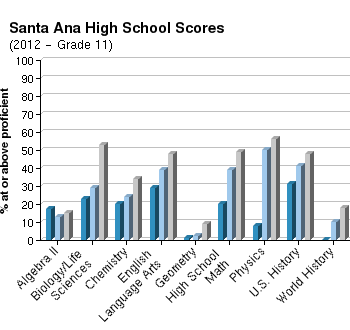 Santa Ana High School Scores
(2012 - Grade 11)
% at or above proficient
100
90
80
70
60
50
40
30
20
10
0
Algebra II
Biology/Life
Sciences
Chemistry
English
Language Arts
Geometry
High School
Math
Physics
U.S. History
World History